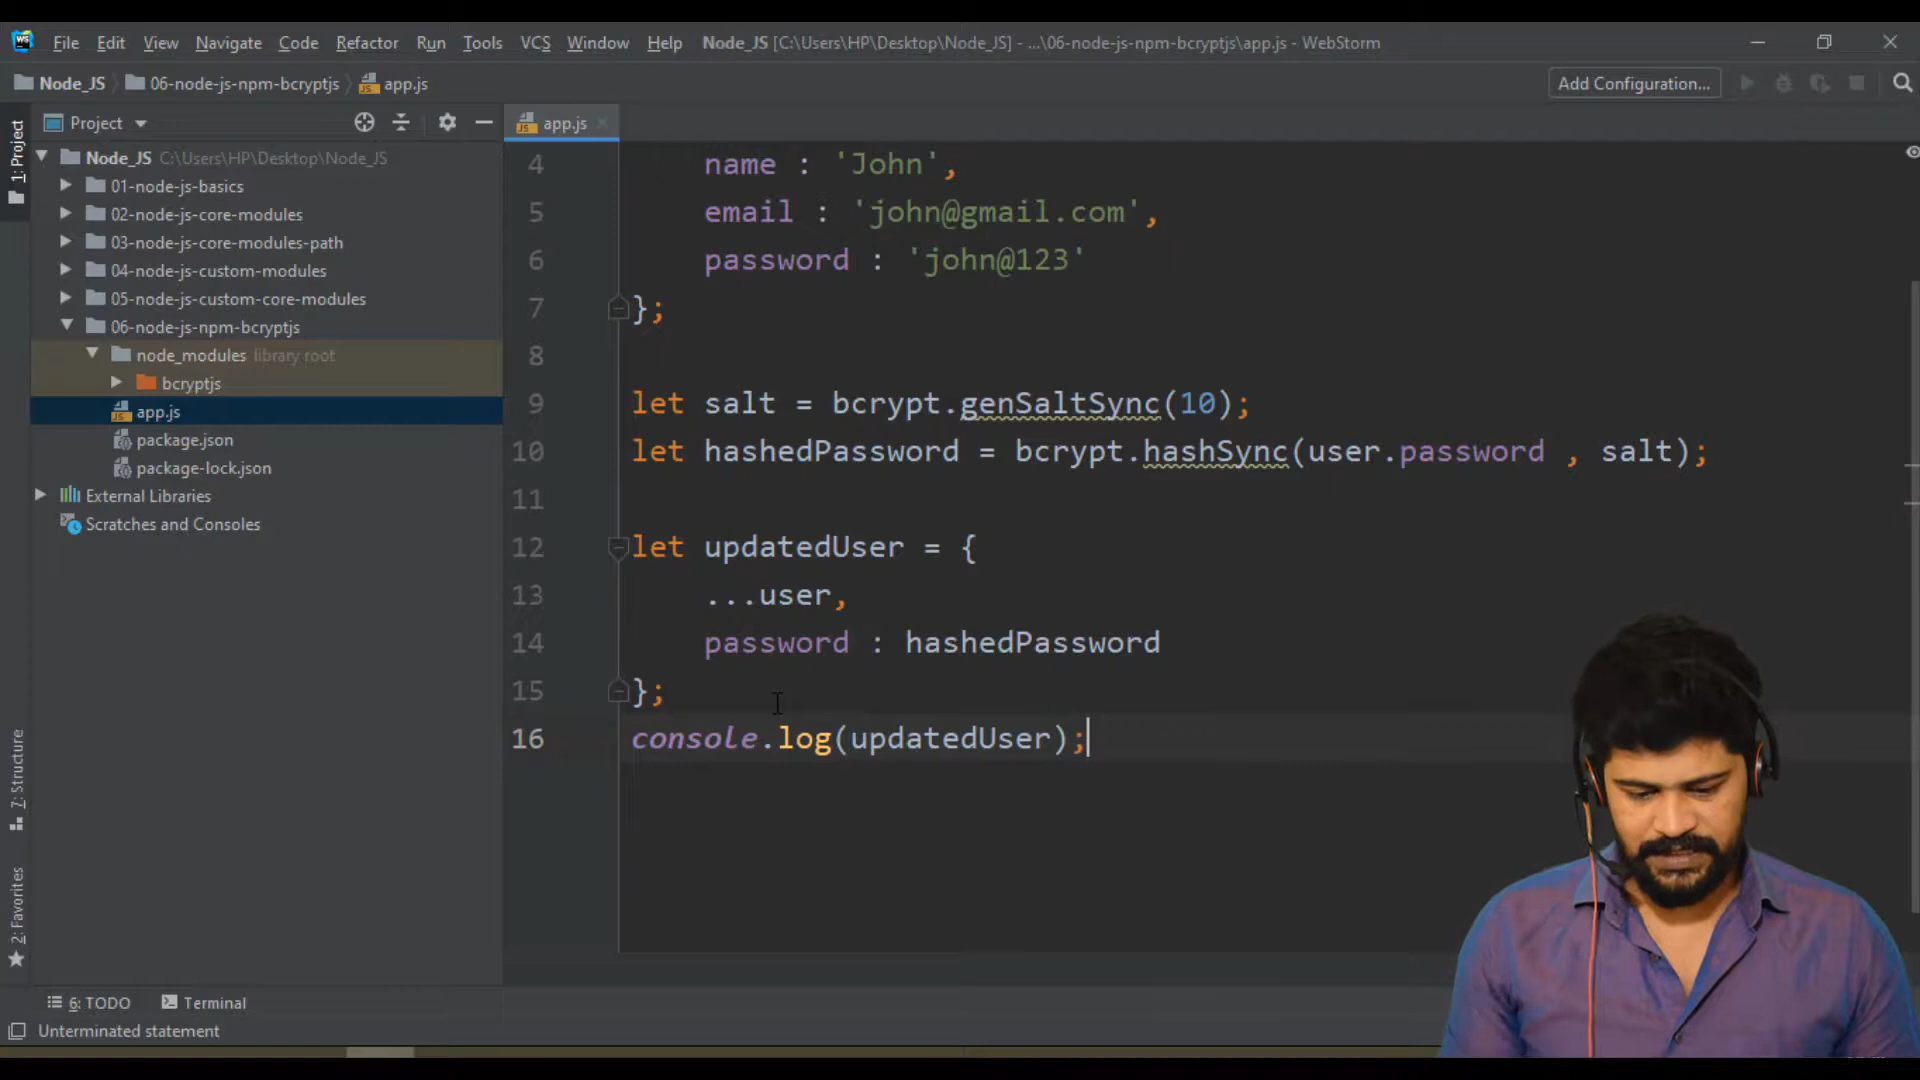 WS File Edit View Navigate Code Refactor Run Tools VCS Window Help Node_JS [C:\Users\HP\Desktop\Node_JS] - ...\06-node-js-npm-bcryptjs\app.js - WebStorm
Node_JS 06-node-js-npm-bcryptjs app.js Add Configuration...
Project
app.js
1: Project
Node_JS C:\Users\HP\Desktop\Node_JS
01-node-js-basics
02-node-js-core-modules
03-node-js-core-modules-path
04-node-js-custom-modules
05-node-js-custom-core-modules
06-node-js-npm-bcryptjs
node_modules library root
bcryptjs
app.js
package.json
package-lock.json
External Libraries
Scratches and Consoles
7: Structure
2: Favorites
4 name : 'John',
5 email : 'john@gmail.com',
6 password : 'john@123'
7 };
8
9 let salt = bcrypt.genSaltSync(10);
10 let hashedPassword = bcrypt.hashSync(user.password , salt);
11
12 let updatedUser = {
13 ...user,
14 password : hashedPassword
15 };
16 console.log(updatedUser);
6: TODO Terminal
Unterminated statement